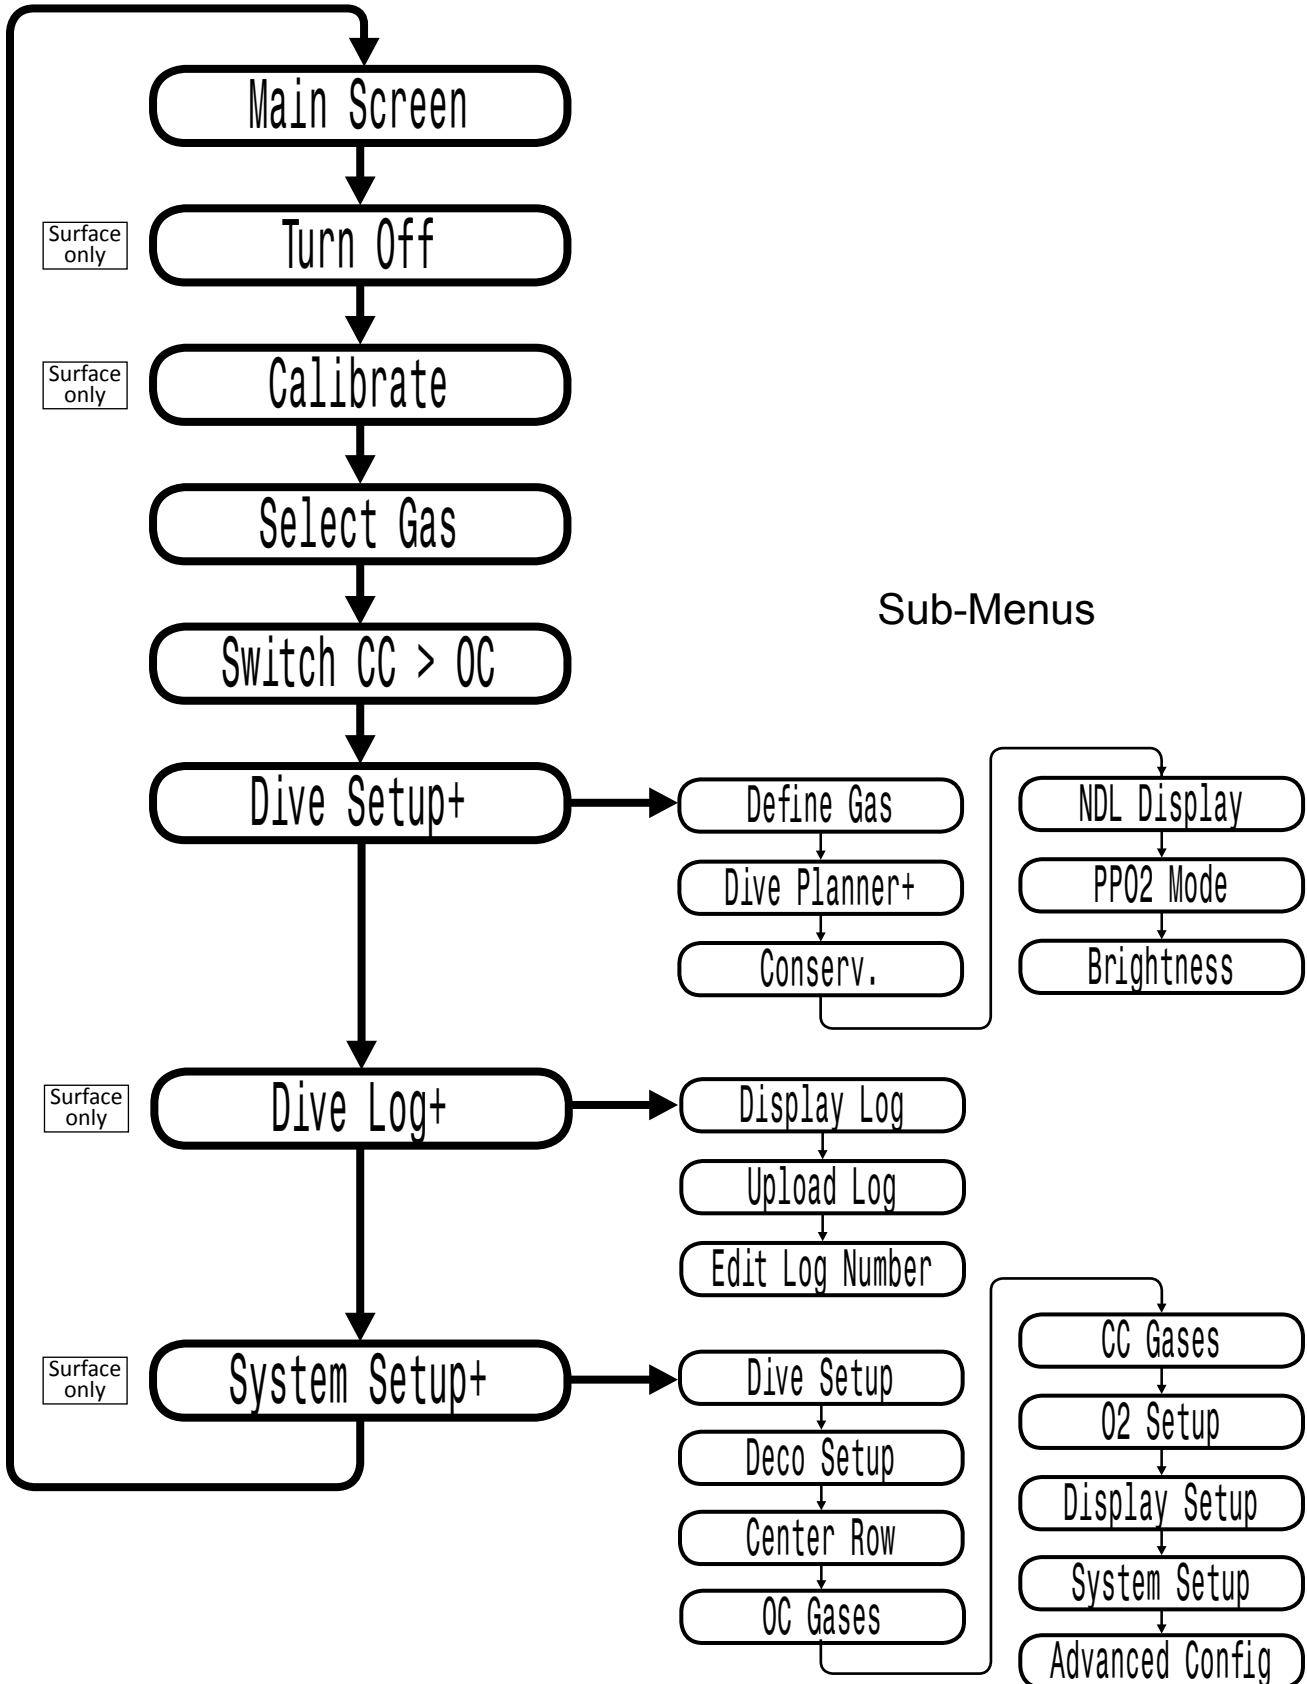 Main Screen
Surface
only
Turn Off
Surface
only
Calibrate
Select Gas
Switch CC > OC
Sub-Menus
Dive Setup+
Define Gas
Dive Planner+
Conserv.
NDL Display
PPO2 Mode
Brightness
Surface
only
Dive Log+
Display Log
Upload Log
Edit Log Number
Surface
only
System Setup+
Dive Setup
Deco Setup
Center Row
OC Gases
CC Gases
O2 Setup
Display Setup
System Setup
Advanced Config